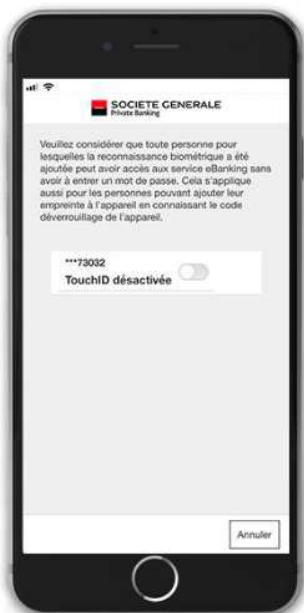 SOCIETE GENERALE
Private Banking
Veuillez considérer que toute personne pour
lesquelles la reconnaissance biométrique a été
ajoutée peut avoir accès aux service eBanking sans
avoir à entrer un mot de passe. Cela s'applique
aussi pour les personnes pouvant ajouter leur
empreinte à l'appareil en connaissant le code
déverrouillage de l'appareil.
***73032
TouchID désactivée
Annuler